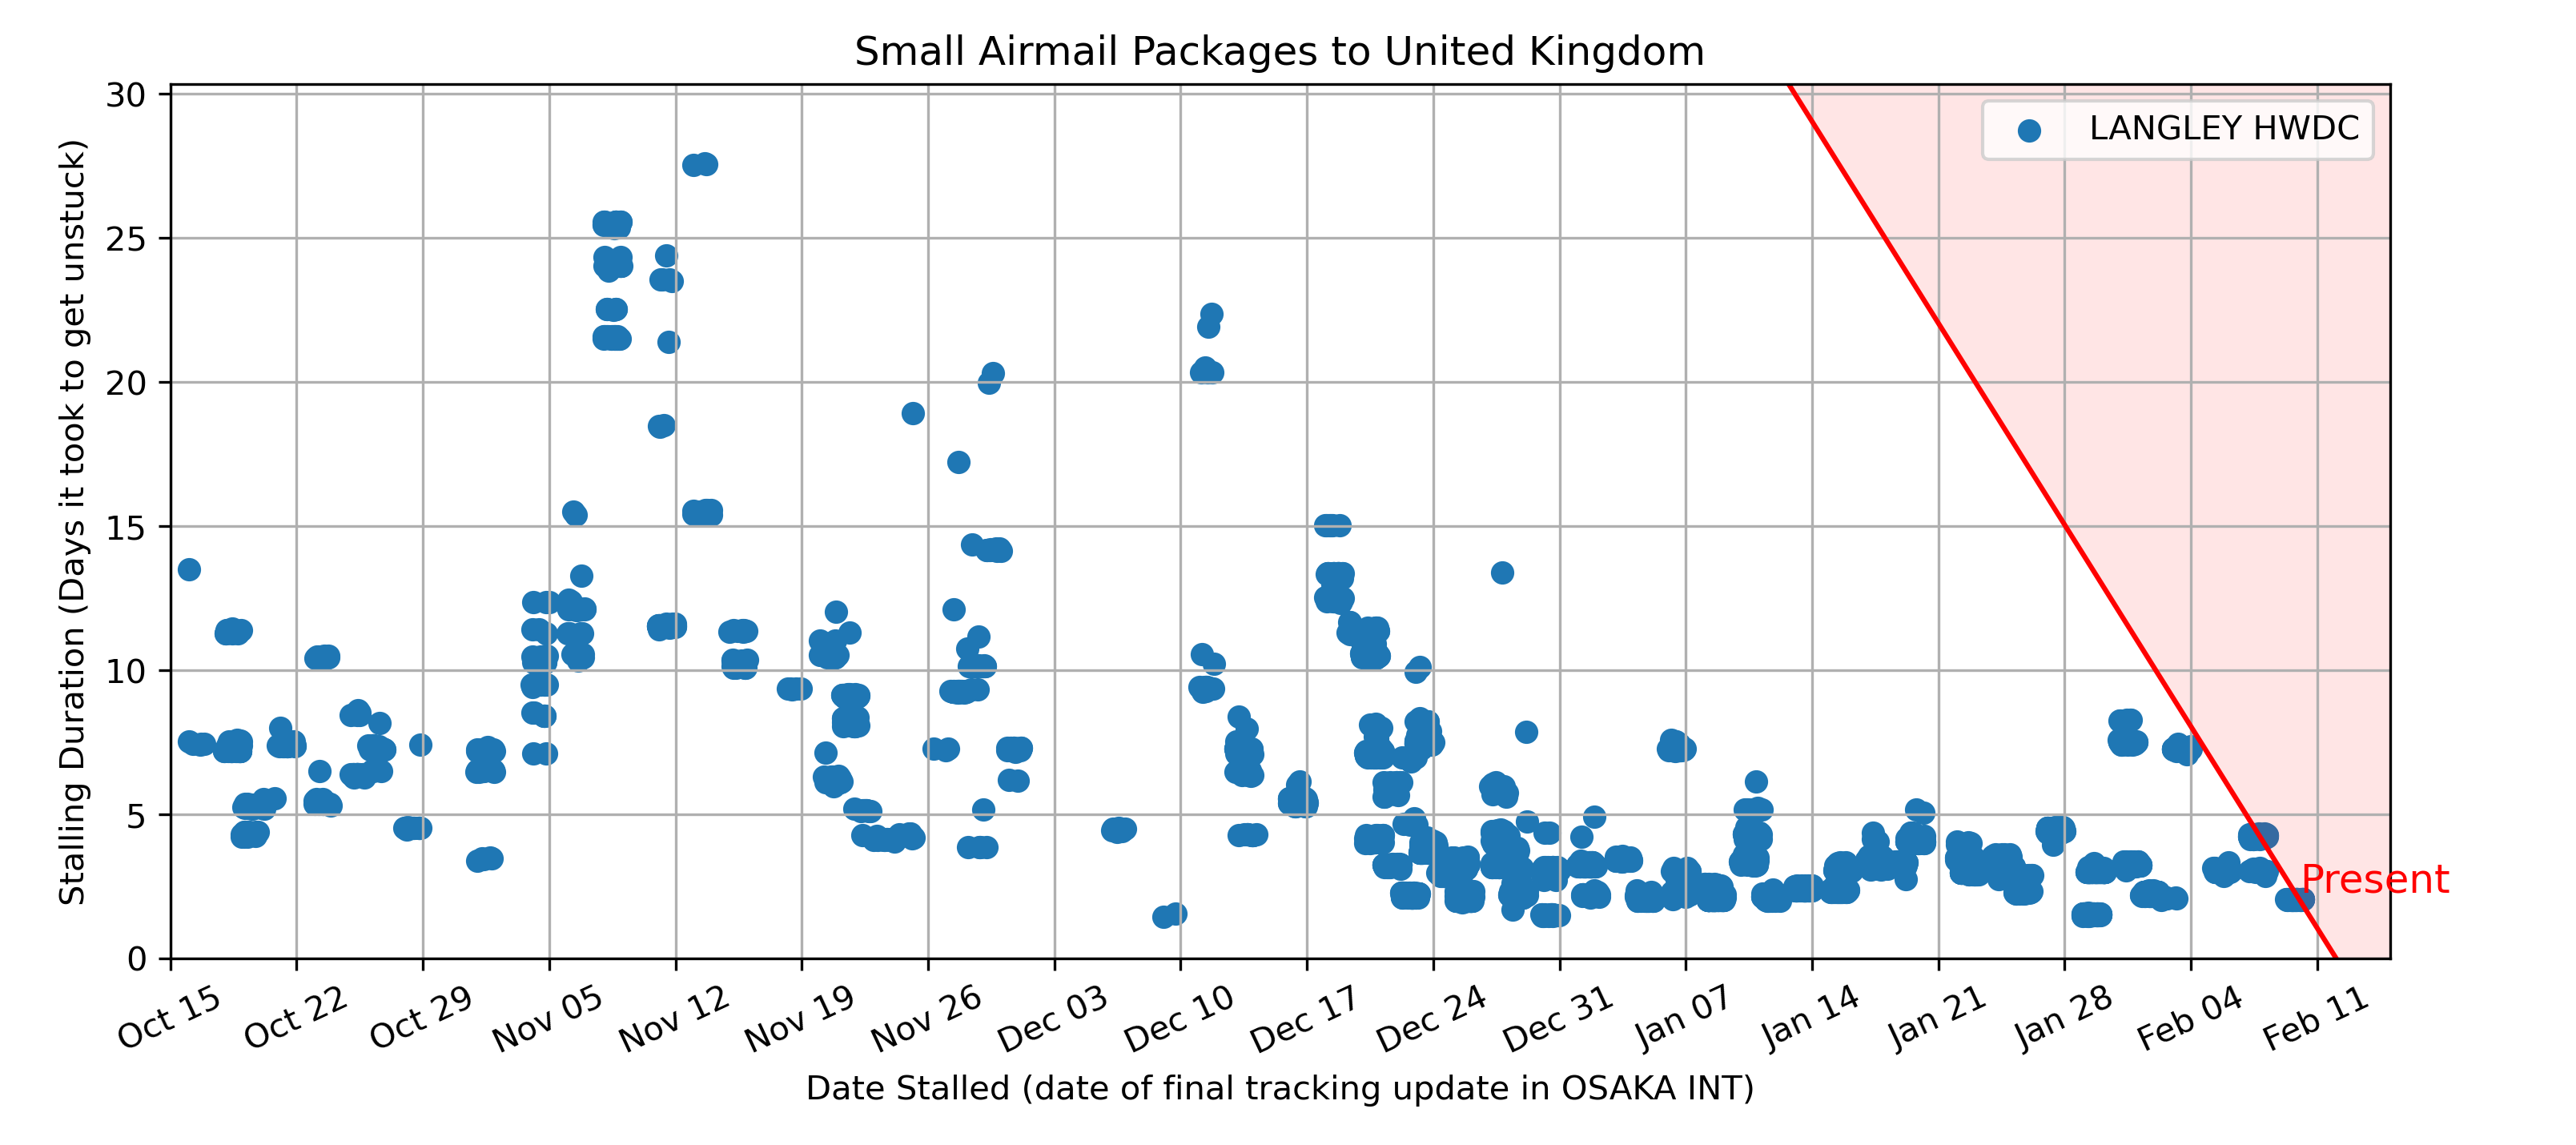 Small Airmail Packages to United Kingdom
LANGLEY HWDC
Stalling Duration (Days it took to get unstuck)
30
25
20
15
10
5
0
Present
Oct 15
Oct 22
Oct 29
Nov 05
Nov 12
Nov 19
Nov 26
Dec 03
Dec 10
Dec 17
Dec 24
Dec 31
Jan 07
Jan 14
Jan 21
Jan 28
Feb 04
Feb 11
Date Stalled (date of final tracking update in OSAKA INT)